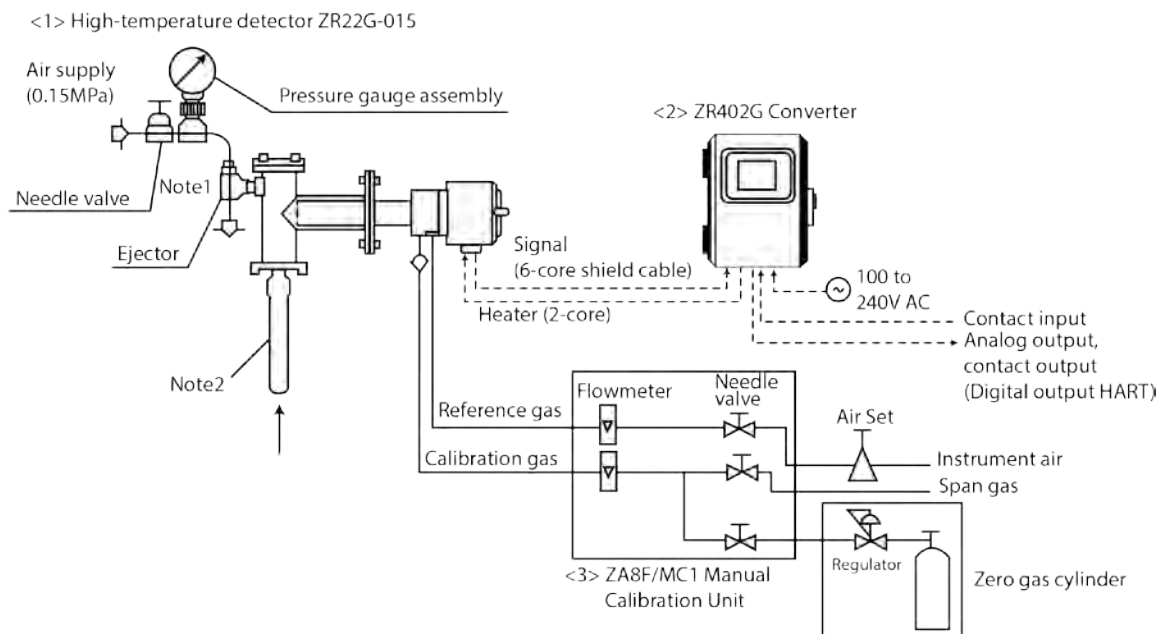 <1> High-temperature detector ZR22G-015
Air supply
(0.15MPa)
Pressure gauge assembly
<2> ZR402G Converter
Note1
Needle valve
Ejector
Signal
(6-core shield cable)
100 to
240V AC
Heater (2-core)
Contact input
Analog output,
contact output
(Digital output HART)
Note2
Flowmeter
Needle
valve
Reference gas
Air Set
Calibration gas
Instrument air
Span gas
<3> ZA8F/MC1 Manual
Calibration Unit
Regulator
Zero gas cylinder